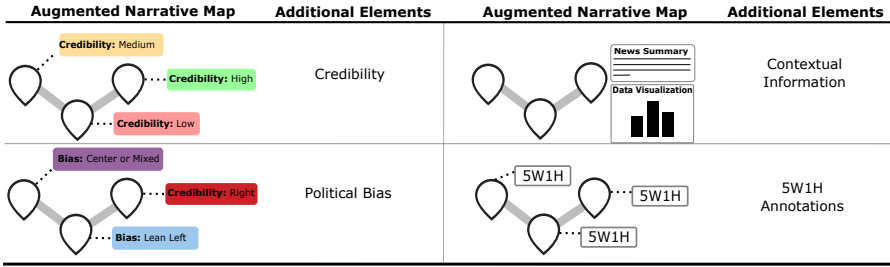 Augmented Narrative Map
Additional Elements
Augmented Narrative Map
Additional Elements
Credibility: Medium
Credibility: High
Credibility: Low
Credibility
News Summary
Data Visualization
Contextual
Information
Bias: Center or Mixed
Credibility: Right
Bias: Lean Left
Political Bias
5W1H
5W1H
5W1H
5W1H
Annotations